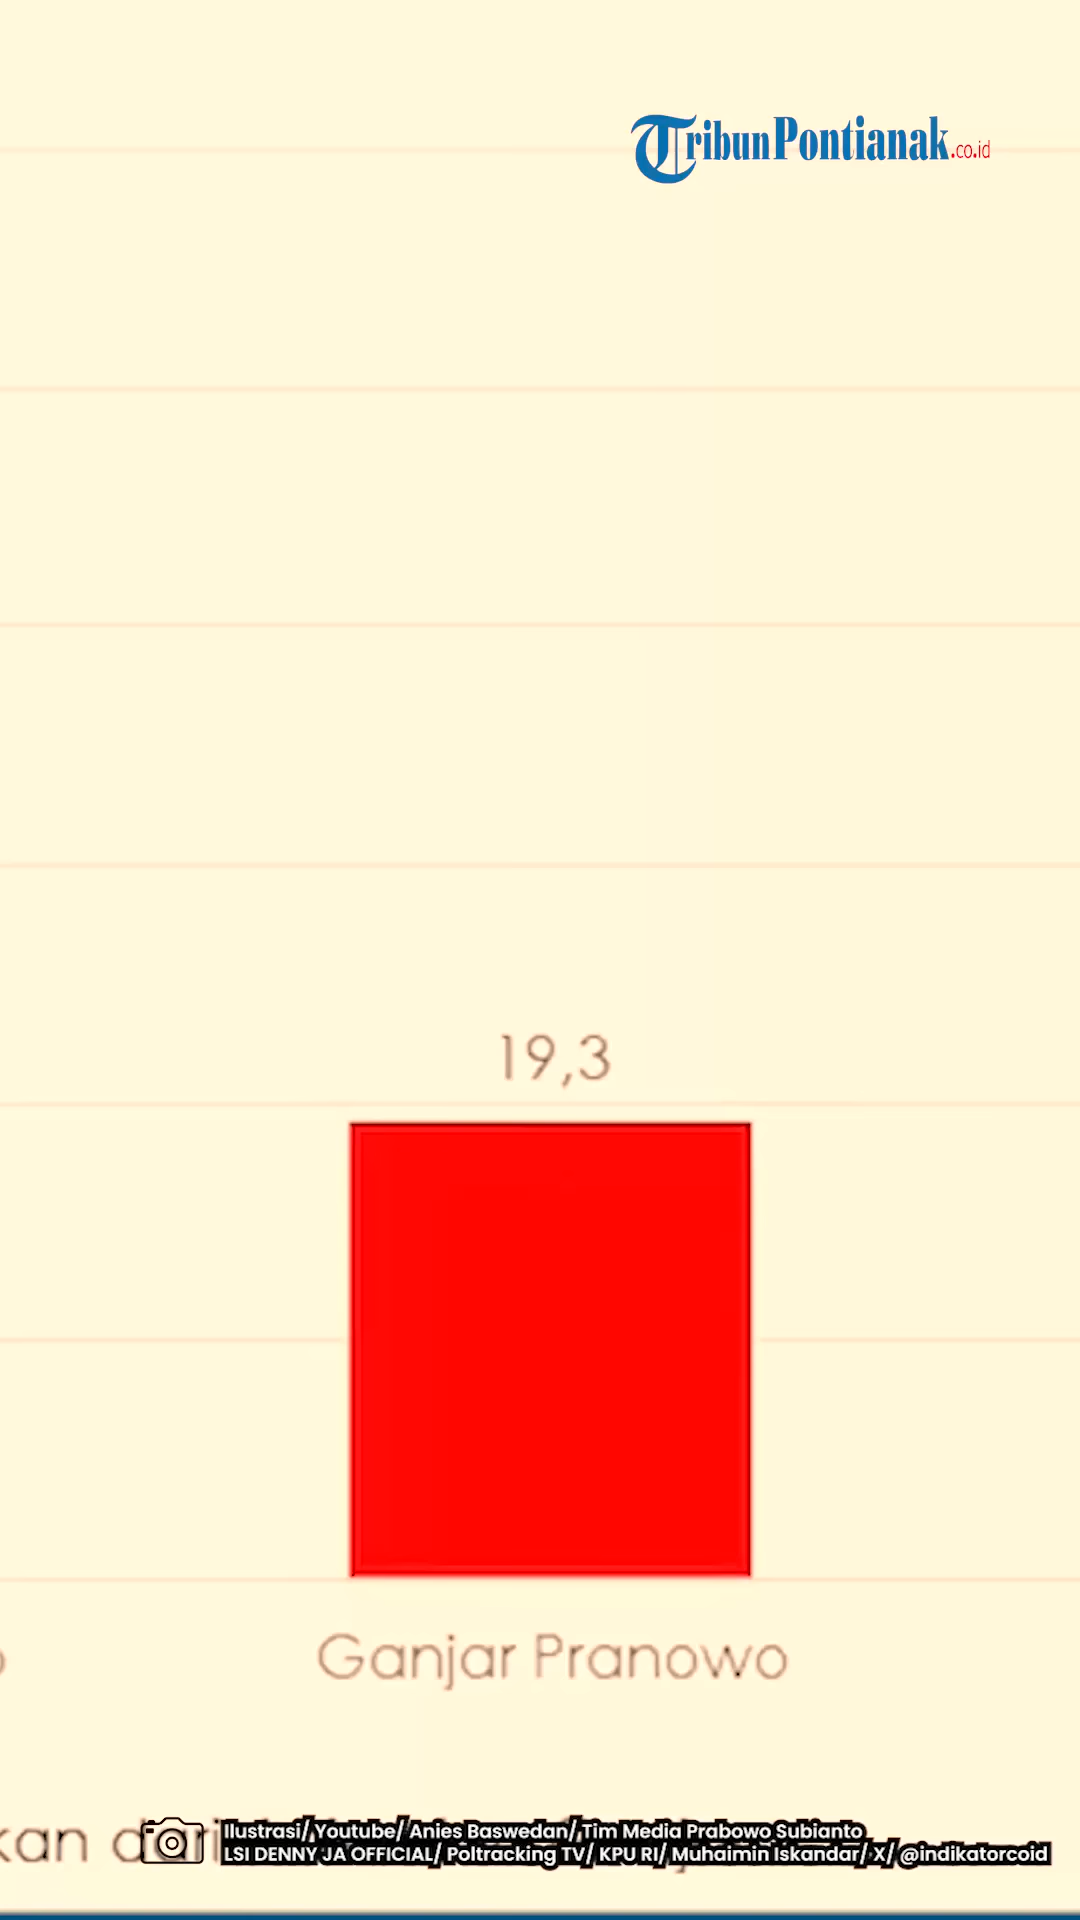 TribunPontianak.co.id
19,3
Ganjar Pranowo
Ilustrasi/ Youtube/ Anies Baswedan/ Tim Media Prabowo Subianto
LSI DENNY JA OFFICIAL/ Poltracking TV/ KPU RI/ Muhaimin Iskandar/ X/ @indikatorcoid